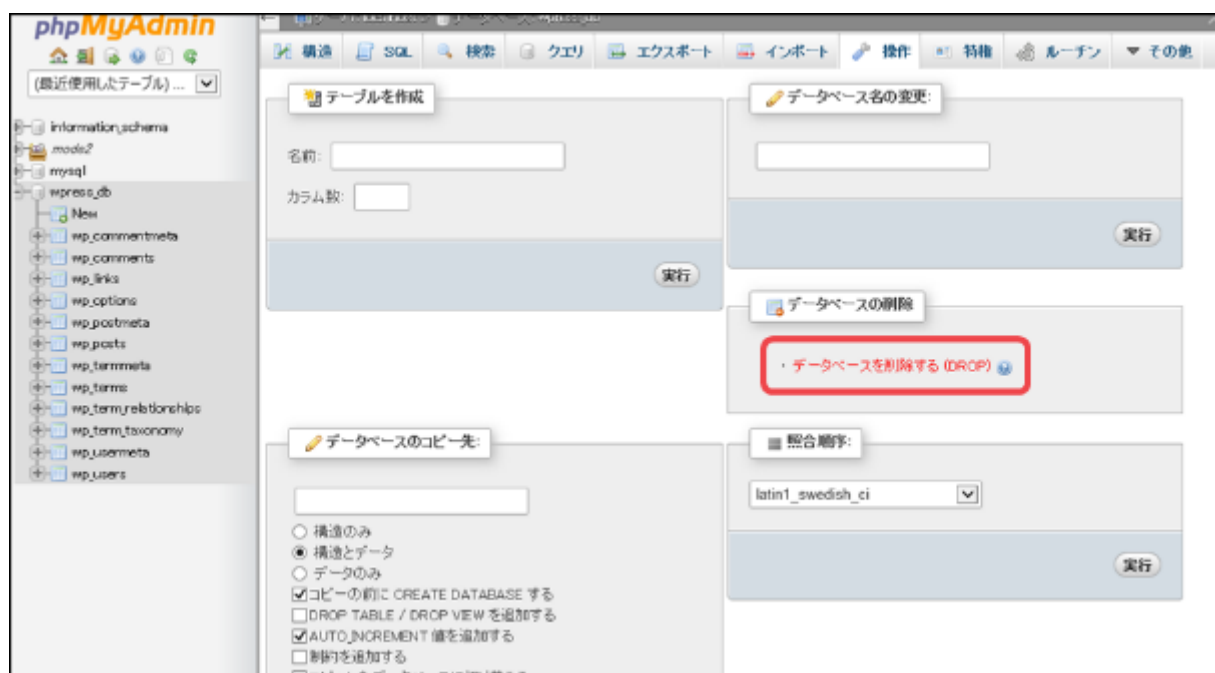 phpMyAdmin
(最近使用したテーブル) ...
information_schema
mods2
mysql
wpress_db
New
wp_commentmeta
wp_comments
wp_links
wp_options
wp_postmeta
wp_posts
wp_termmeta
wp_terms
wp_term_relationships
wp_term_taxonomy
wp_usermeta
wp_users
構造 SQL 検索 クエリ エクスポート インポート 操作 特権 ルーチン その他
テーブルを作成
名前:
カラム数:
実行
データベース名の変更:
実行
データベースの削除
データベースを削除する (DROP)
データベースのコピー先:
構造のみ
構造とデータ
データのみ
コピーの前に CREATE DATABASE する
DROP TABLE / DROP VIEW を追加する
AUTO_INCREMENT 値を追加する
制約を追加する
照合順序:
latin1_swedish_ci
実行